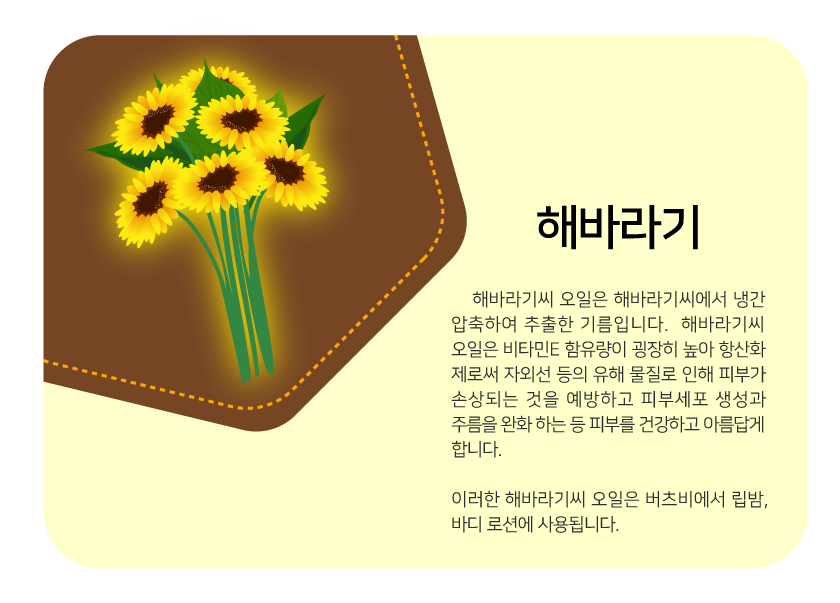 해바라기
해바라기씨 오일은 해바라기씨에서 냉간
압축하여 추출한 기름입니다. 해바라기씨
오일은 비타민E 함유량이 굉장히 높아 항산화
제로써 자외선 등의 유해 물질로 인해 피부가
손상되는 것을 예방하고 피부세포 생성과
주름을 완화 하는 등 피부를 건강하고 아름답게
합니다.
이러한 해바라기씨 오일은 버츠비에서 립밤,
바디 로션에 사용됩니다.